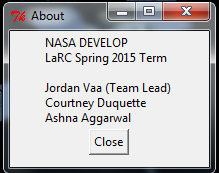 About
NASA DEVELOP
LaRC Spring 2015 Term
Jordan Vaa (Team Lead)
Courtney Duquette
Ashna Aggarwal
Close